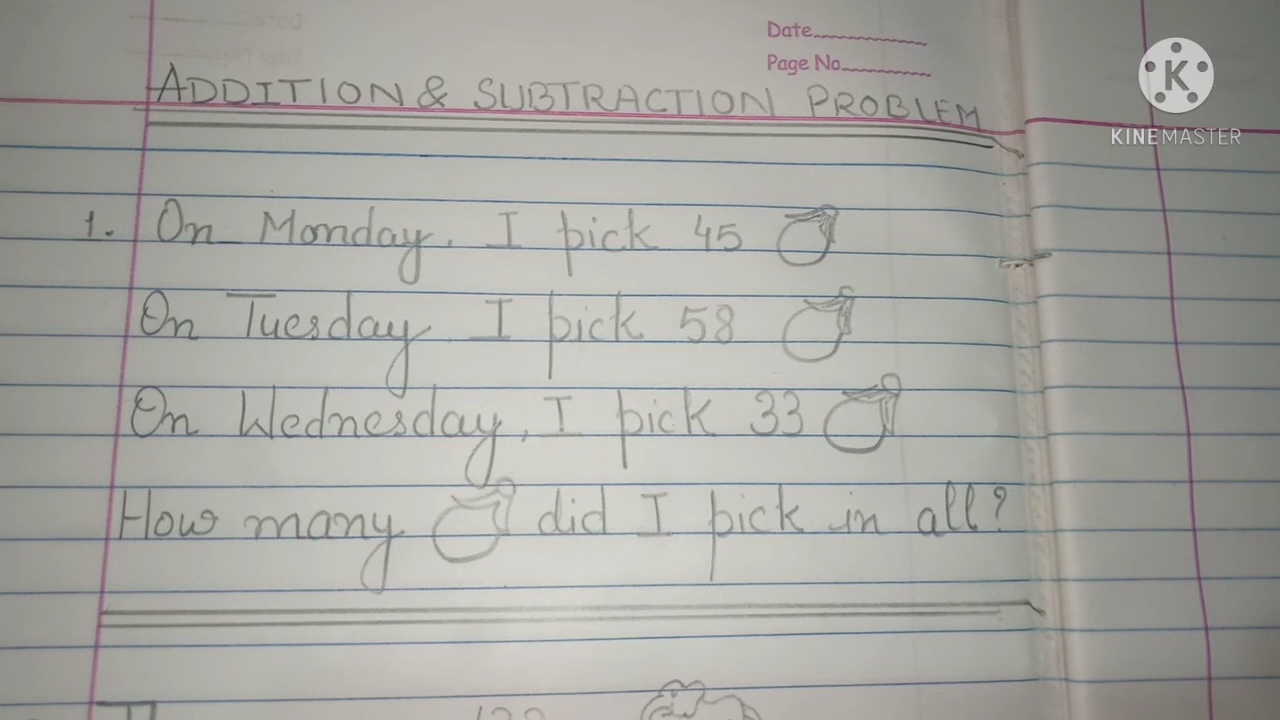 Date
Page No.
ADDITION & SUBTRACTION PROBLEM
K
KINEMASTER
1. On Monday, I pick 45
On Tuesday, I pick 58
On Wednesday, I pick 33
How many did I pick in all?